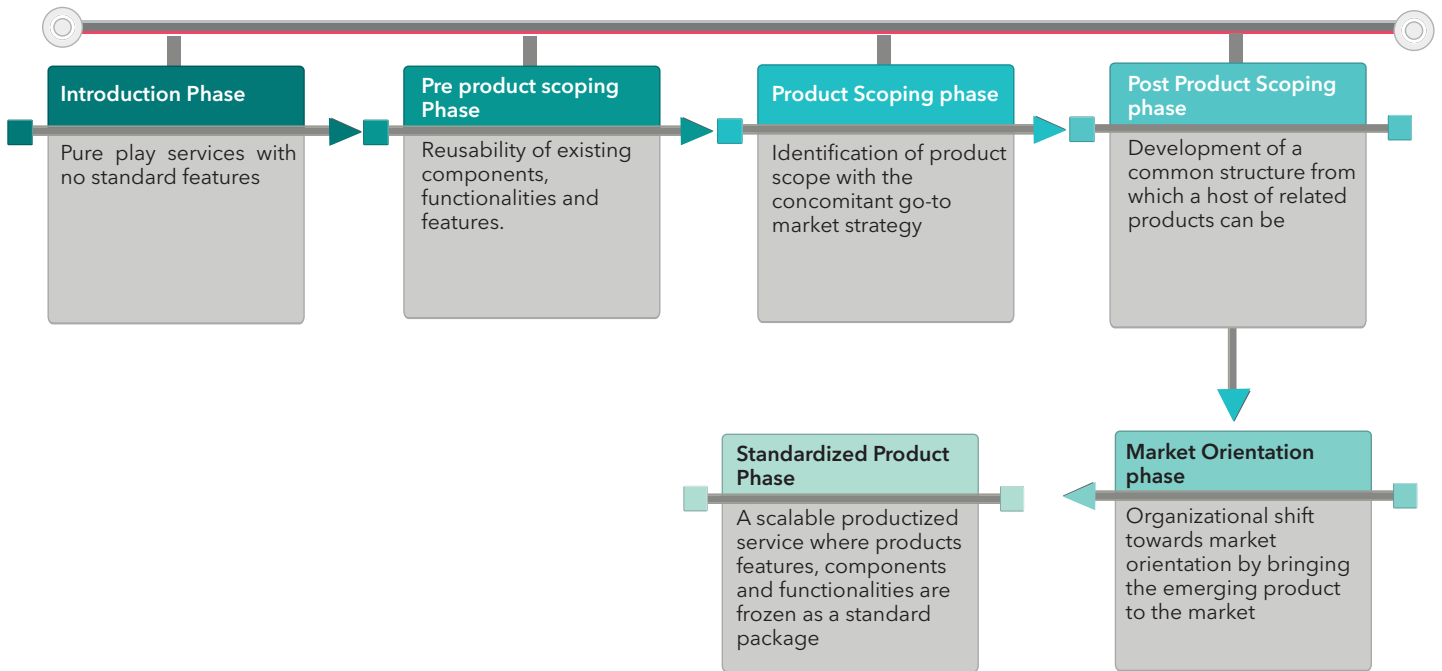 Introduction Phase
Pure play services with
no standard features
Pre product scoping
Phase
Reusability of existing
components,
functionalities and
features.
Product Scoping phase
Identification of product
scope with the
concomitant go-to
market strategy
Post Product Scoping
phase
Development of a
common structure from
which a host of related
products can be
Market Orientation
phase
Organizational shift
towards market
orientation by bringing
the emerging product
to the market
Standardized Product
Phase
A scalable productized
service where products
features, components
and functionalities are
frozen as a standard
package